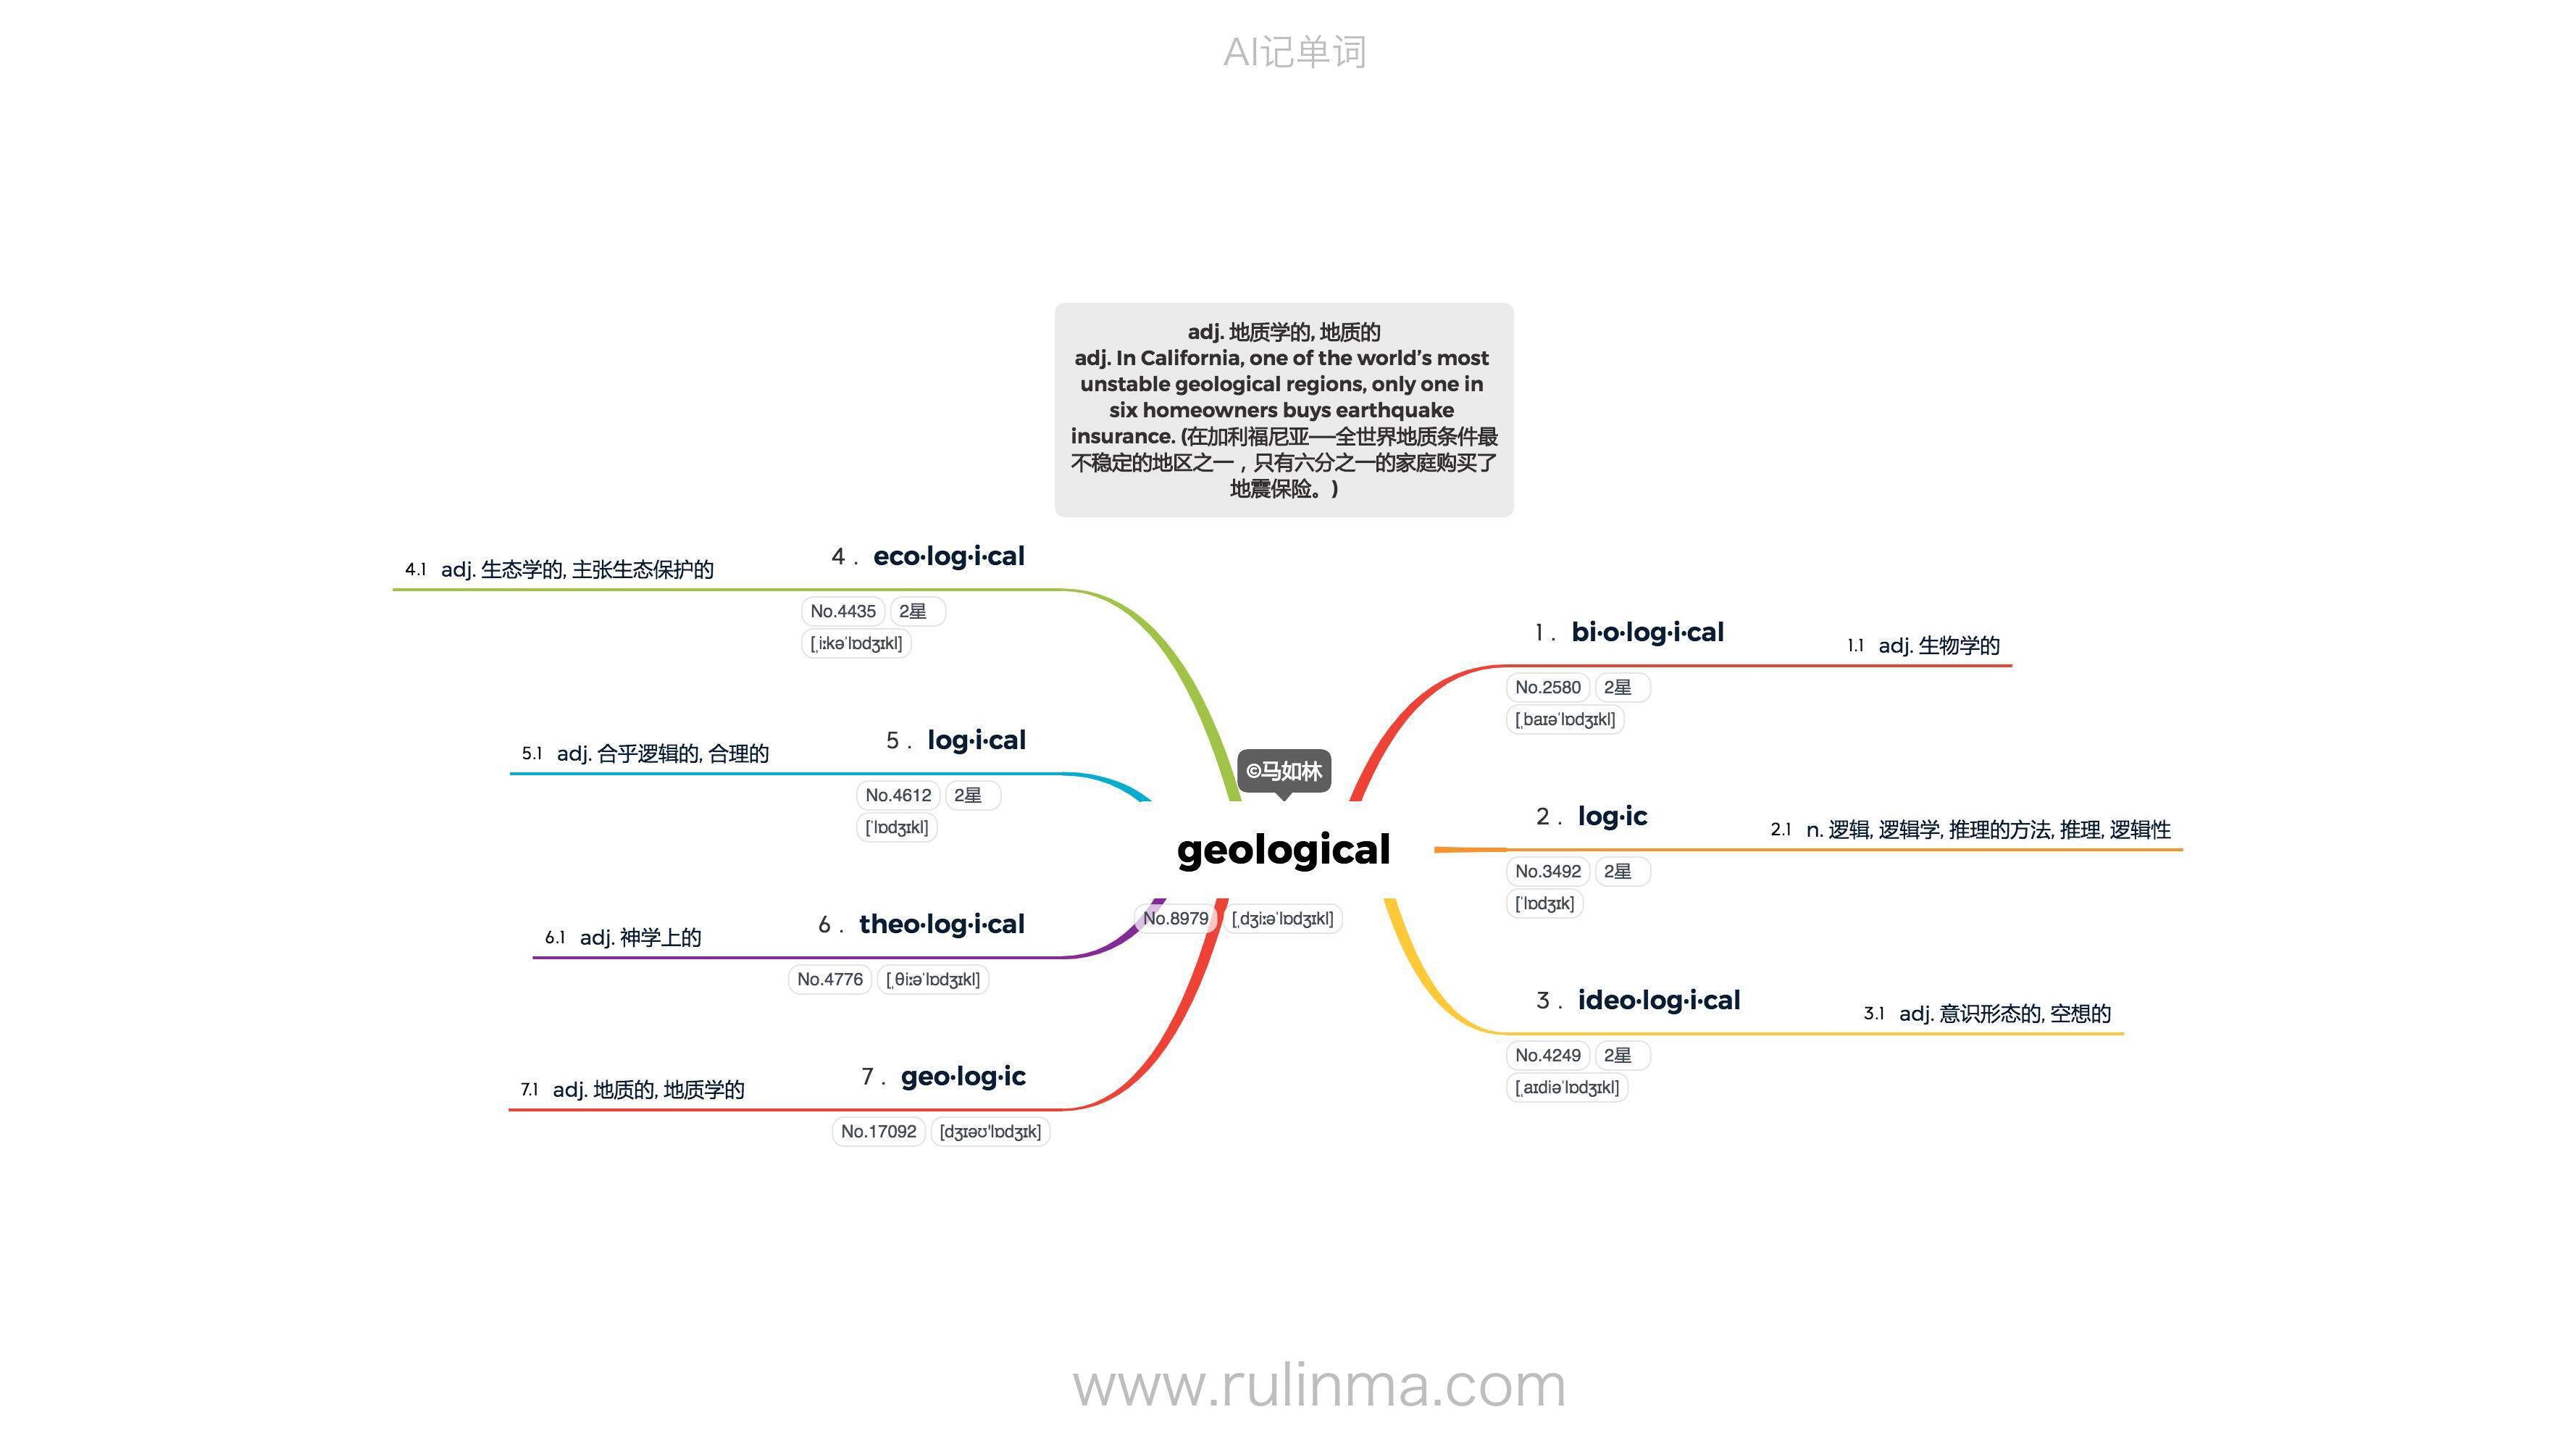 AI记单词
adj. 地质学的, 地质的
adj. In California, one of the world’s most
unstable geological regions, only one in
six homeowners buys earthquake
insurance. (在加利福尼亚──全世界地质条件最
不稳定的地区之一，只有六分之一的家庭购买了
地震保险。)
©马如林
geological
No.8979 [ˌdʒiːəˈlɒdʒɪkl]
1 . bi·o·log·i·cal
1.1 adj. 生物学的
No.2580 2星
[ˌbaɪəˈlɒdʒɪkl]
2 . log·ic
2.1 n. 逻辑, 逻辑学, 推理的方法, 推理, 逻辑性
No.3492 2星
[ˈlɒdʒɪk]
3 . ideo·log·i·cal
3.1 adj. 意识形态的, 空想的
No.4249 2星
[ˌaɪdiəˈlɒdʒɪkl]
4 . eco·log·i·cal
4.1 adj. 生态学的, 主张生态保护的
No.4435 2星
[ˌiːkəˈlɒdʒɪkl]
5 . log·i·cal
5.1 adj. 合乎逻辑的, 合理的
No.4612 2星
[ˈlɒdʒɪkl]
6 . theo·log·i·cal
6.1 adj. 神学上的
No.4776 [ˌθiːəˈlɒdʒɪkl]
7 . geo·log·ic
7.1 adj. 地质的, 地质学的
No.17092 [dʒɪəʊ'lɒdʒɪk]
www.rulinma.com